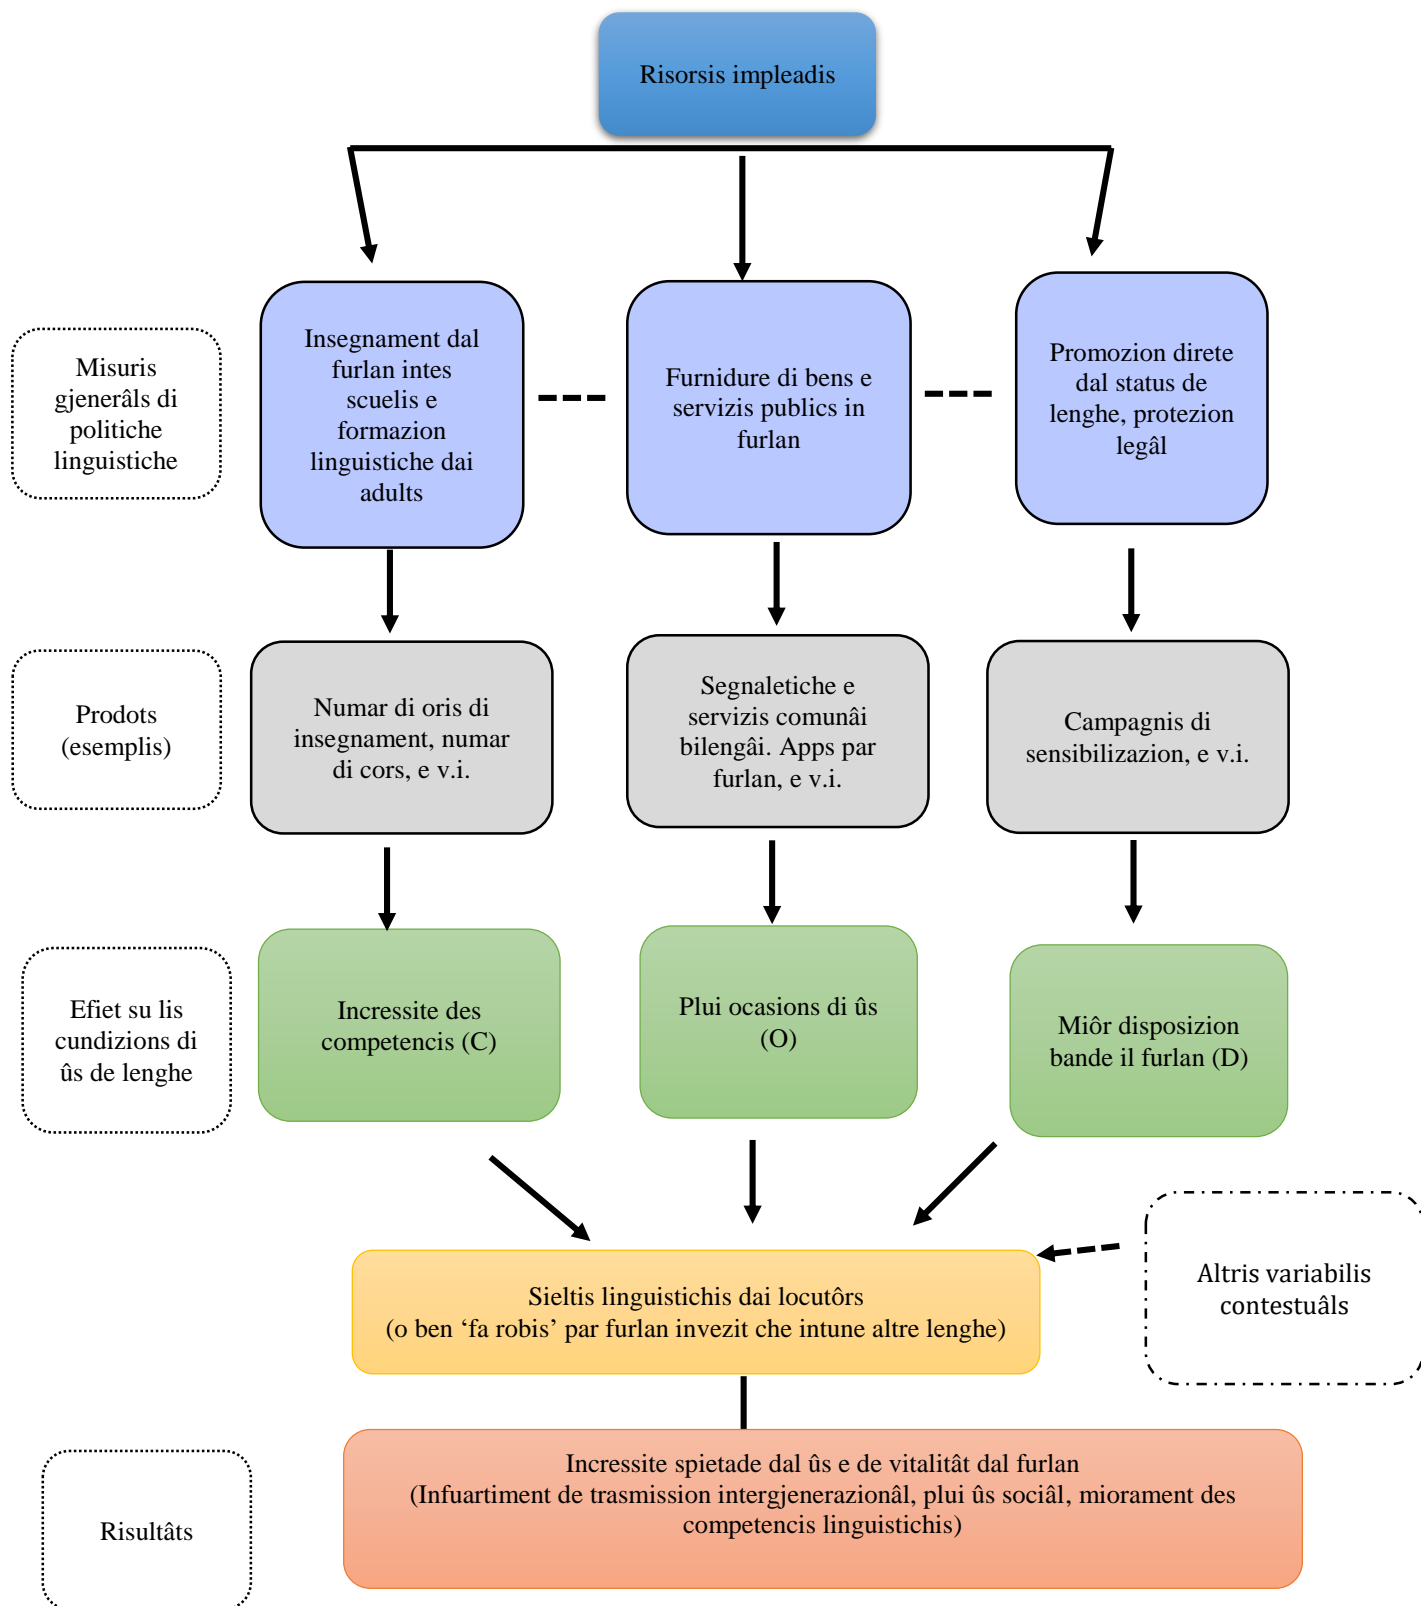 Risorsis impleadis
Misuris
gjenerâls di
politiche
linguistiche
Insegnament dal
furlan intes
scuelis e
formazion
linguistiche dai
adults
Furnidure di bens e
servizis publics in
furlan
Promozion direte
dal status de
lenghe, protezion
legâl
Prodots
(esemplis)
Numar di oris di
insegnament, numar
di cors, e v.i.
Segnaletiche e
servizis comunâi
bilengâi. Apps par
furlan, e v.i.
Campagnis di
sensibilizazion, e v.i.
Efiet su lis
cundizions di
ûs de lenghe
Incressite des
competencis (C)
Plui ocasions di ûs
(O)
Miôr disposizion
bande il furlan (D)
Altris variabilis
contestuâls
Sieltis linguistichis dai locutôrs
(o ben ‘fa robis’ par furlan invezit che intune altre lenghe)
Risultâts
Incressite spietade dal ûs e de vitalitât dal furlan
(Infuartiment de trasmission intergjenerazionâl, plui ûs sociâl, miorament des
competencis linguistichis)